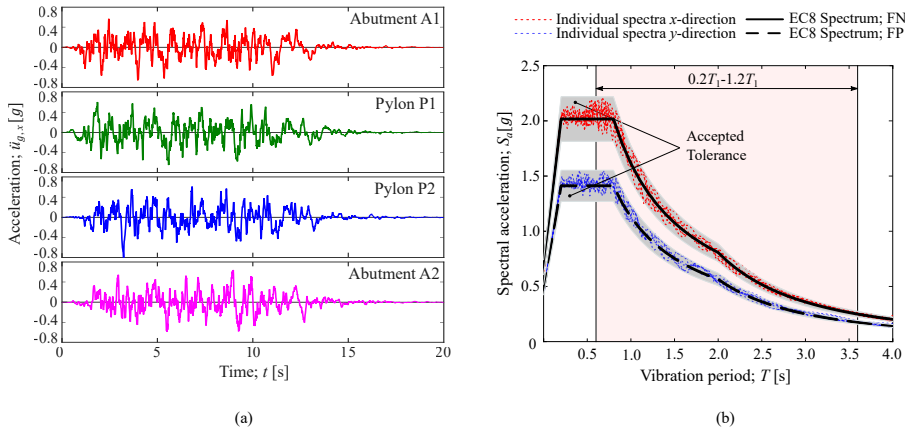 (a)
Abutment A1
0.8
0.4
0
-0.4
-0.8
Pylon P1
0.8
0.4
0
-0.4
-0.8
Pylon P2
0.8
0.4
0
-0.4
-0.8
Abutment A2
0.8
0.4
0
-0.4
-0.8
Acceleration; ü_{g,x} [g]
0 5 10 15 20
Time; t [s]
(a)
Individual spectra x-direction
Individual spectra y-direction
EC8 Spectrum; FN
EC8 Spectrum; FP
2.5
2.0
1.5
1.0
0.5
0
Spectral acceleration; S_a[g]
0.2T_1-1.2T_1
Accepted
Tolerance
0.5 1.0 1.5 2.0 2.5 3.0 3.5 4.0
Vibration period; T [s]
(b)